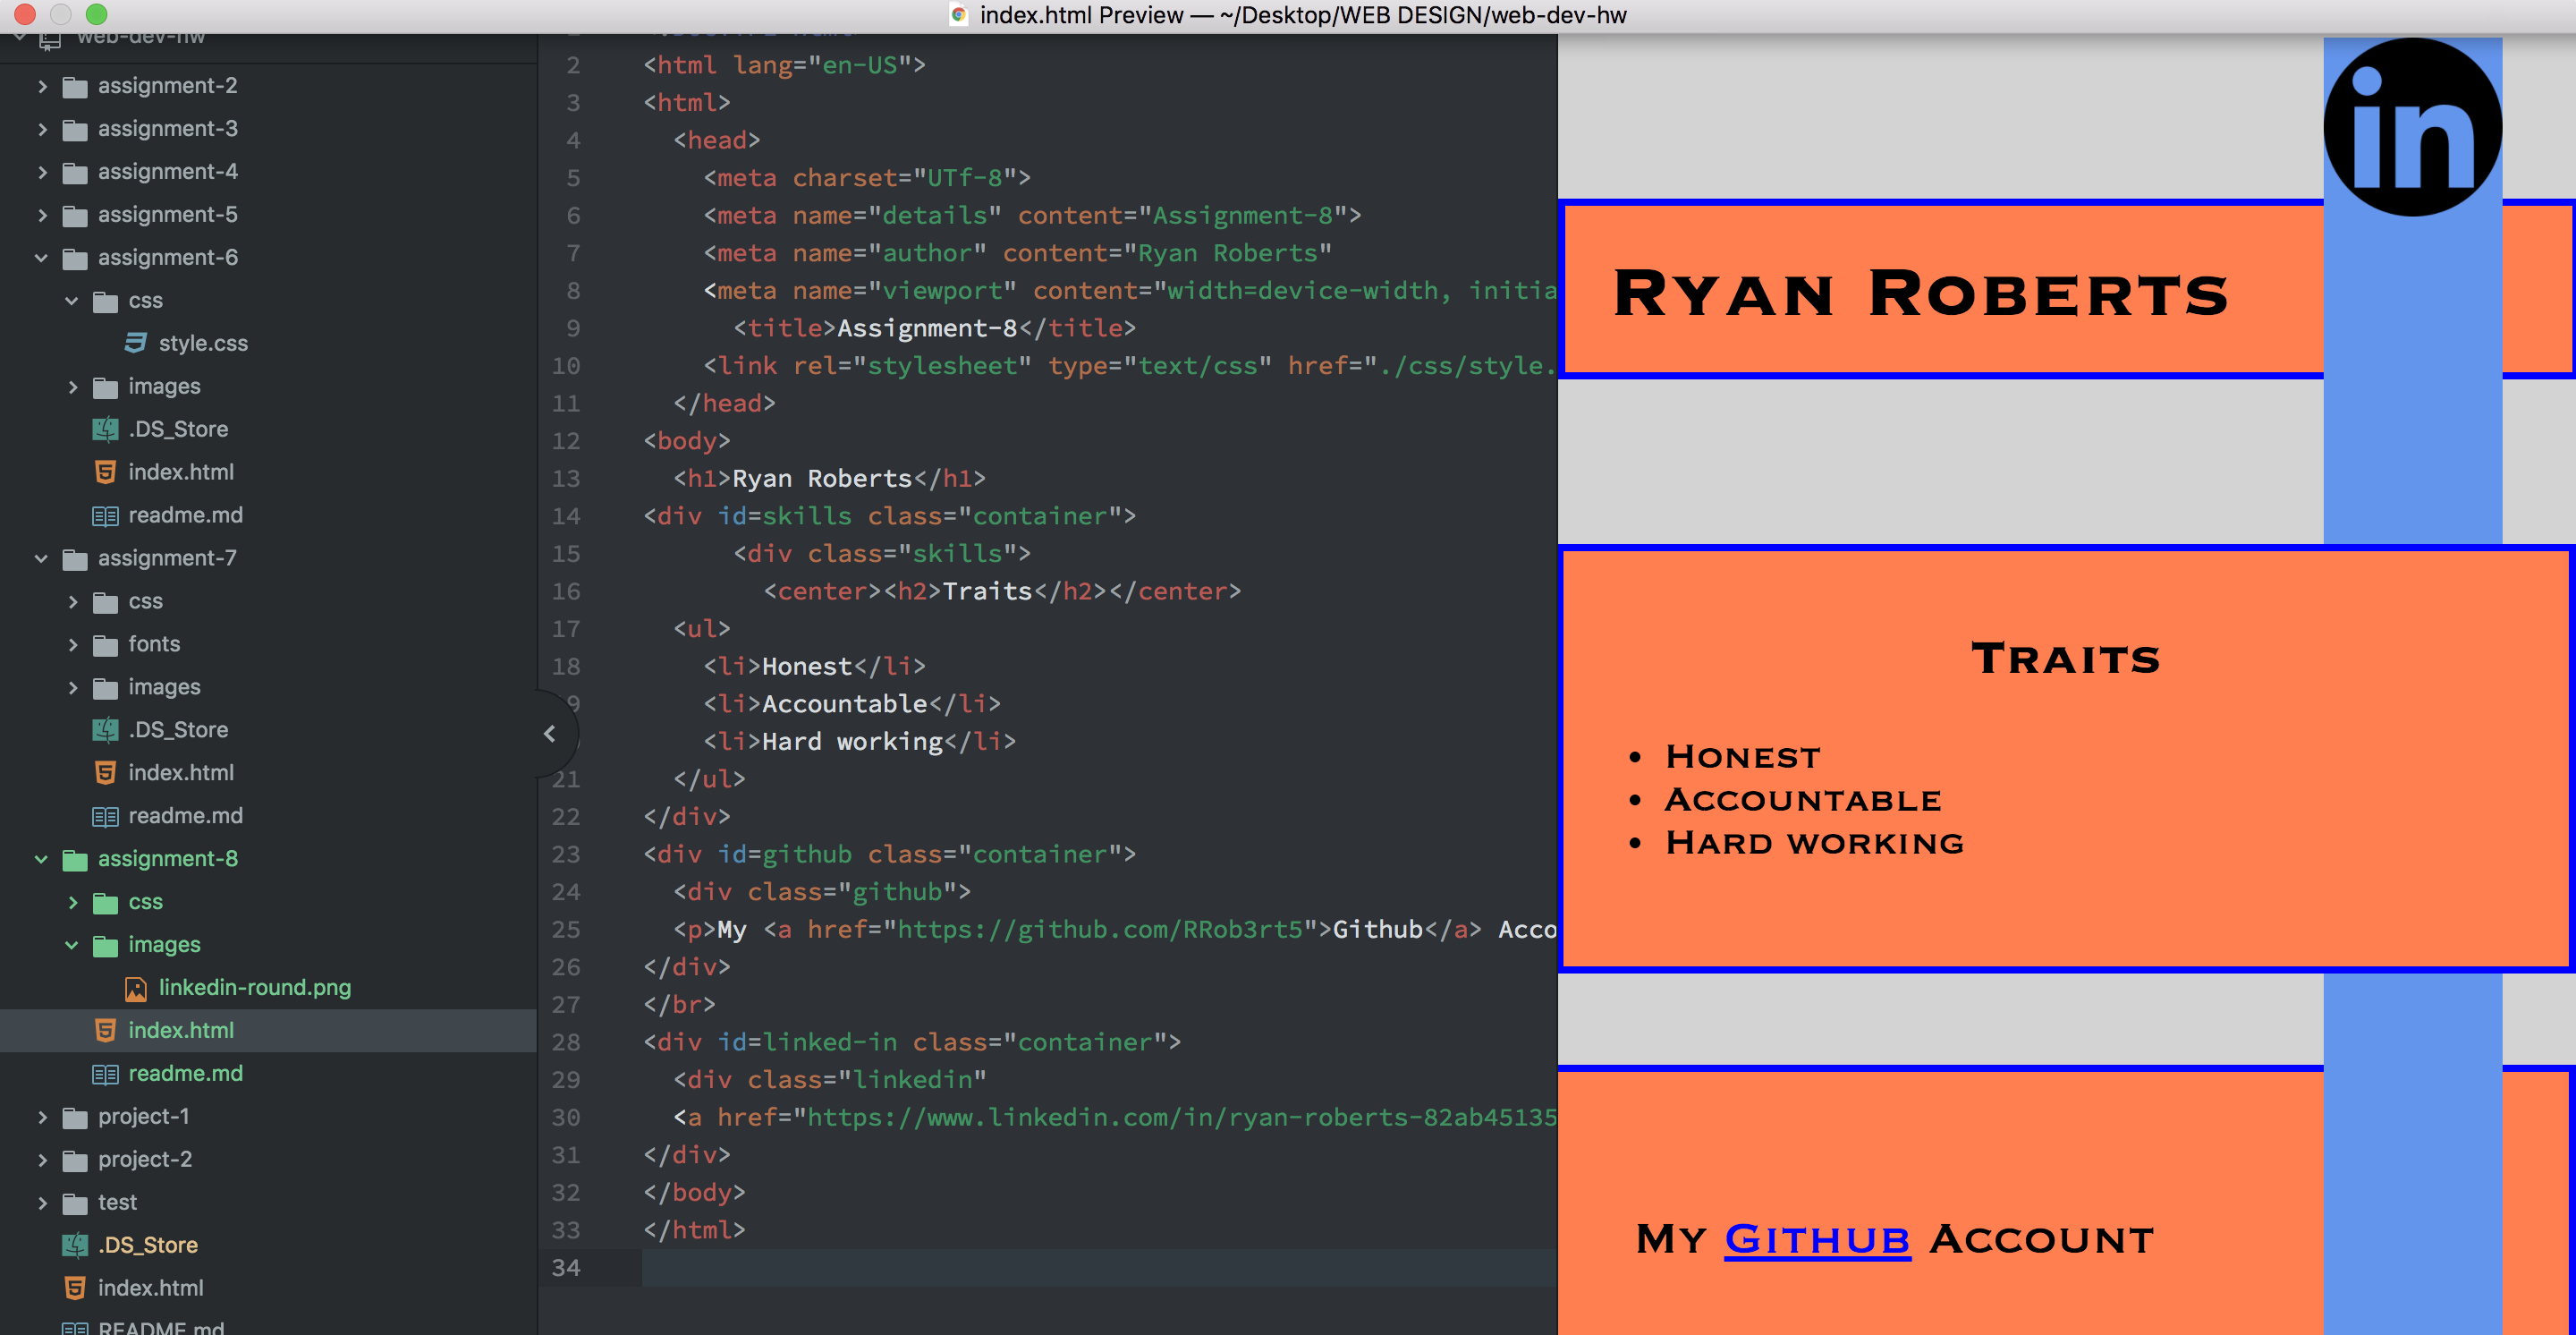 index.html Preview — ~/Desktop/WEB DESIGN/web-dev-hw
web-dev-hw
assignment-2
assignment-3
assignment-4
assignment-5
assignment-6
css
style.css
images
.DS_Store
index.html
readme.md
assignment-7
css
fonts
images
.DS_Store
index.html
readme.md
assignment-8
css
images
linkedin-round.png
index.html
readme.md
project-1
project-2
test
.DS_Store
index.html
README.md
2 <html lang="en-US">
3 <html>
4 <head>
5 <meta charset="UTf-8">
6 <meta name="details" content="Assignment-8">
7 <meta name="author" content="Ryan Roberts"
8 <meta name="viewport" content="width=device-width, initia
9 <title>Assignment-8</title>
10 <link rel="stylesheet" type="text/css" href="./css/style.
11 </head>
12 <body>
13 <h1>Ryan Roberts</h1>
14 <div id=skills class="container">
15 <div class="skills">
16 <center><h2>Traits</h2></center>
17 <ul>
18 <li>Honest</li>
9 <li>Accountable</li>
<li>Hard working</li>
21 </ul>
22 </div>
23 <div id=github class="container">
24 <div class="github">
25 <p>My <a href="https://github.com/RRob3rt5">Github</a> Acco
26 </div>
27 </br>
28 <div id=linked-in class="container">
29 <div class="linkedin"
30 <a href="https://www.linkedin.com/in/ryan-roberts-82ab45135
31 </div>
32 </body>
33 </html>
34
in
Ryan Roberts
Traits
• Honest
• Accountable
• Hard working
My Github Account